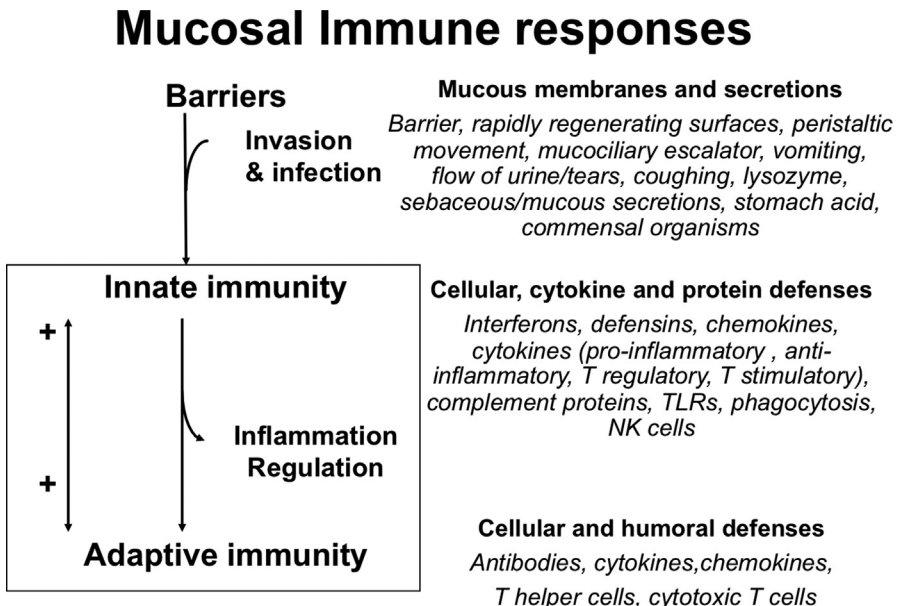 Mucosal Immune responses
Barriers
Invasion
& infection
Mucous membranes and secretions
Barrier, rapidly regenerating surfaces, peristaltic
movement, mucociliary escalator, vomiting,
flow of urine/tears, coughing, lysozyme,
sebaceous/mucous secretions, stomach acid,
commensal organisms
Innate immunity
+
+
Inflammation
Regulation
Adaptive immunity
Cellular, cytokine and protein defenses
Interferons, defensins, chemokines,
cytokines (pro-inflammatory , anti-
inflammatory, T regulatory, T stimulatory),
complement proteins, TLRs, phagocytosis,
NK cells
Cellular and humoral defenses
Antibodies, cytokines,chemokines,
T helper cells, cytotoxic T cells